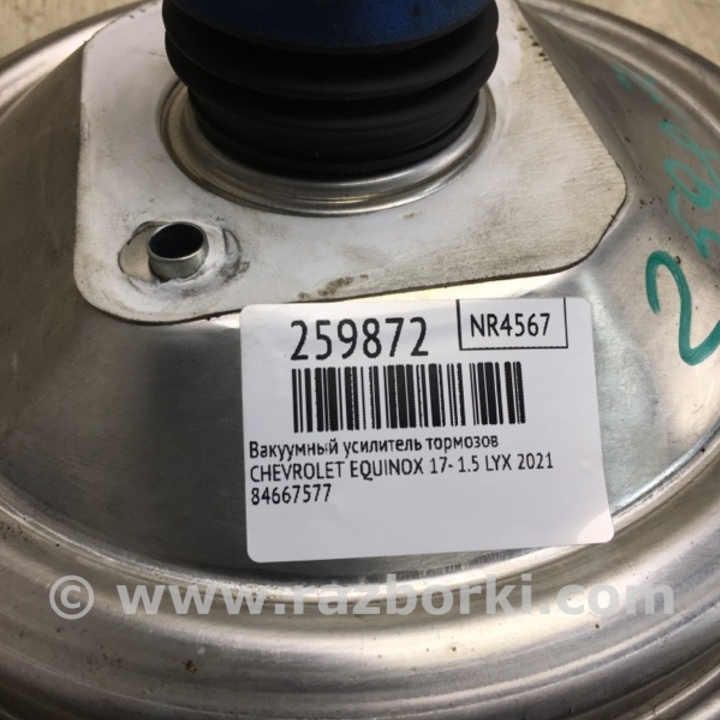 259872
NR4567
Вакуумный усилитель тормозов
CHEVROLET EQUINOX 17- 1.5 LYX 2021
84667577
© www.razborki.com